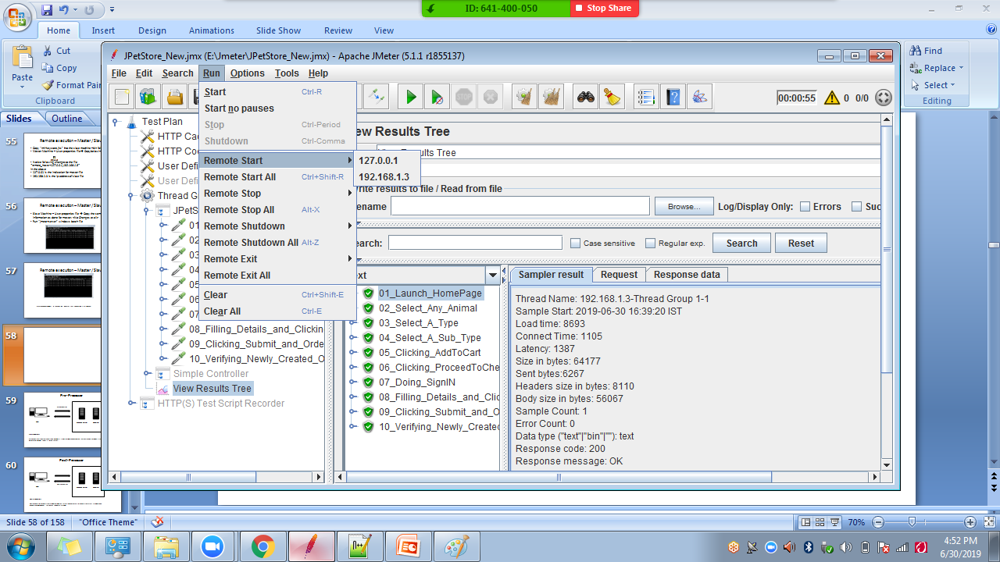 ID: 641-400-050
Stop Share
Home Insert Design Animations Slide Show Review View
Cut
Copy
Paste
Format Pai
Clipboard
Find
Replace
Select
Editing
Slides Outline
55
56
57
58
59
60
JPetStore_New.jmx (E:\Jmeter\JPetStore_New.jmx) - Apache JMeter (5.1.1 r1855137)
File Edit Search Run Options Tools Help
00:00:55 0 0/0
Start Ctrl-R
Start no pauses
Stop Ctrl-Period
Shutdown Ctrl-Comma
Remote Start
Remote Start All Ctrl+Shift-R
Remote Stop
Remote Stop All Alt-X
Remote Shutdown
Remote Shutdown All Alt-Z
Remote Exit
Remote Exit All
Clear Ctrl+Shift-E
Clear All Ctrl-E
127.0.0.1
192.168.1.3
Test Plan
HTTP Cac
HTTP Co
User Defi
User Defi
Thread G
JPetS
01
02
03
04
05
06
07
08_Filling_Details_and_Clickin
09_Clicking_Submit_and_Orde
10_Verifying_Newly_Created_O
Simple Controller
View Results Tree
HTTP(S) Test Script Recorder
ew Results Tree
Results Tree
rite results to file / Read from file
ename Browse... Log/Display Only: Errors Suc
earch: Case sensitive Regular exp. Search Reset
ext
01_Launch_HomePage
02_Select_Any_Animal
03_Select_A_Type
04_Select_A_Sub_Type
05_Clicking_AddToCart
06_Clicking_ProceedToChe
07_Doing_SignIN
08_Filling_Details_and_Clic
09_Clicking_Submit_and_O
10_Verifying_Newly_Created
Sampler result Request Response data
Thread Name: 192.168.1.3-Thread Group 1-1
Sample Start: 2019-06-30 16:39:20 IST
Load time: 8693
Connect Time: 1105
Latency: 1387
Size in bytes: 64177
Sent bytes:6267
Headers size in bytes: 8110
Body size in bytes: 56067
Sample Count: 1
Error Count: 0
Data type ("text"|"bin"|""): text
Response code: 200
Response message: OK
Slide 58 of 158 "Office Theme" 70%
4:52 PM
6/30/2019